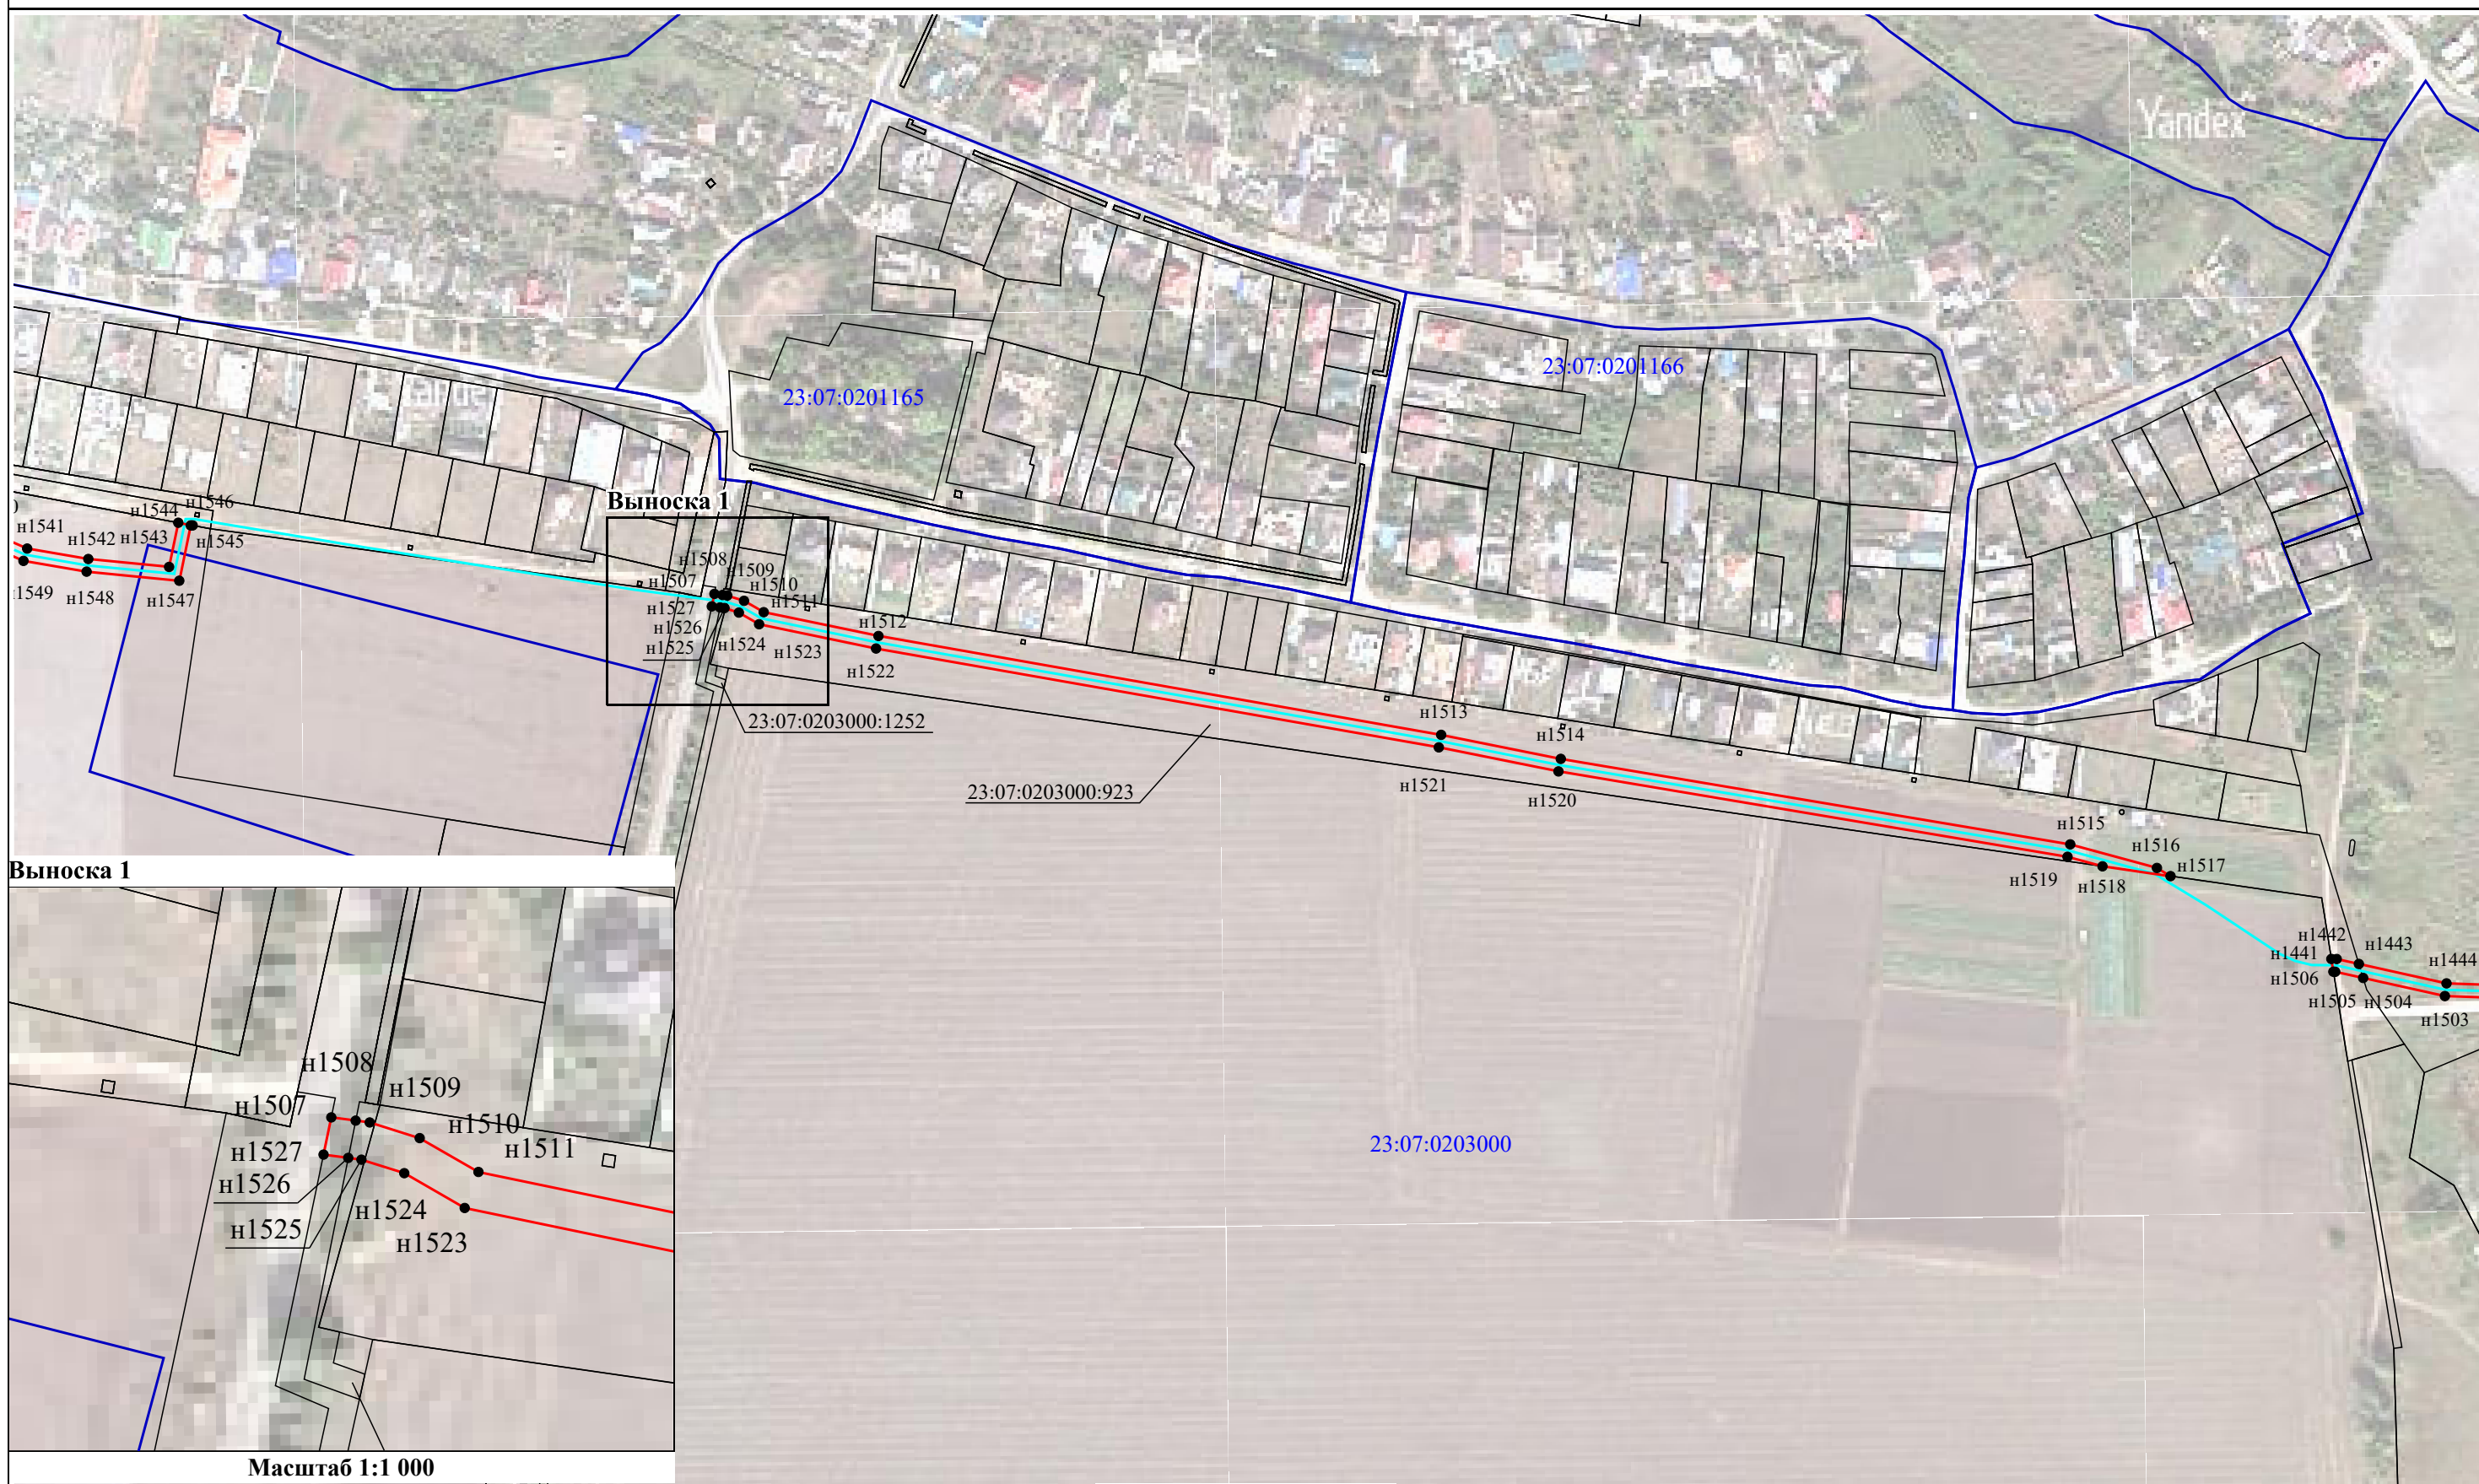 Yandex
23:07:0201166
23:07:0201165
Выноска 1
н1546
н1544
н1541
н1542
н1543
н1545
н1508
н1507
н1509
н1510
н1511
н1549
н1548
н1547
н1527
н1526
н1525
н1524
н1523
н1512
н1522
23:07:0203000:1252
н1513
н1514
н1521
н1520
23:07:0203000:923
н1515
н1516
н1517
н1519
н1518
н1442
н1443
н1441
н1444
н1506
н1505
н1504
н1503
23:07:0203000
Выноска 1
н1508
н1509
н1507
н1510
н1511
н1527
н1526
н1524
н1525
н1523
Масштаб 1:1 000